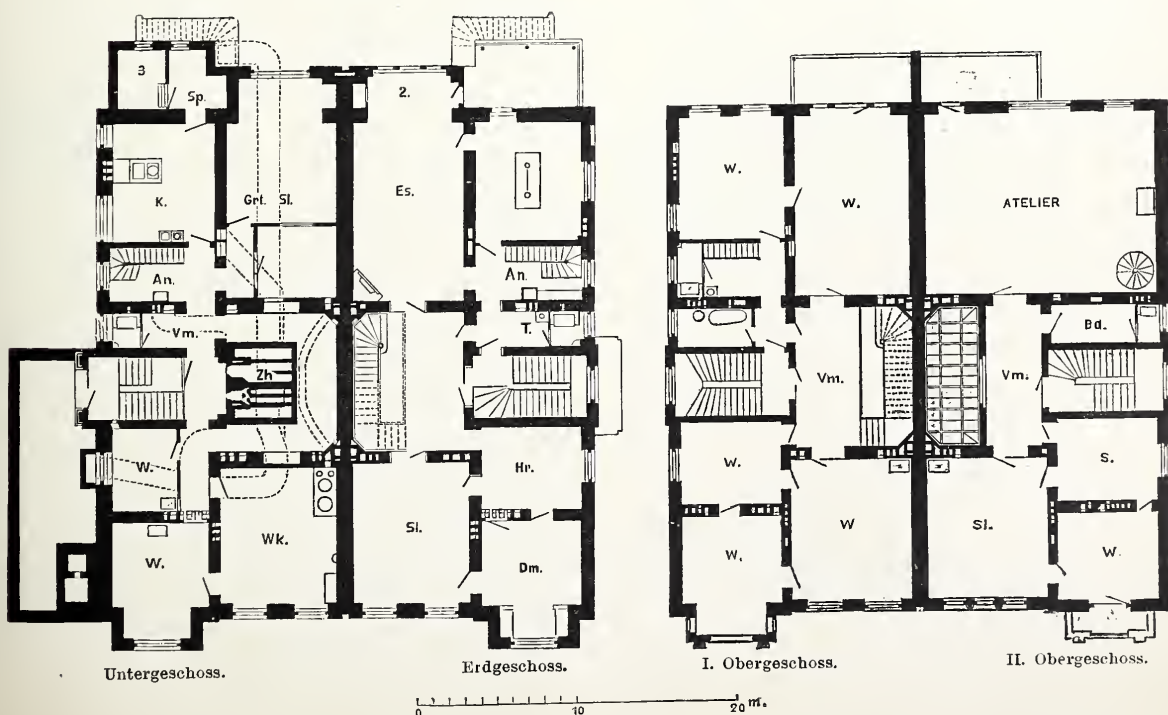 3
Sp.
2.
K.
Grt. Sl.
Es.
An.
An.
Vm.
T.
Zh
W.
Hr.
W.
Wk.
Sl.
Dm.
Untergeschoss.
Erdgeschoss.
W.
W.
ATELIER
Bd.
Vm.
Vm.
W.
S.
W.
W
Sl.
W.
I. Obergeschoss.
II. Obergeschoss.
0 10 20 m.